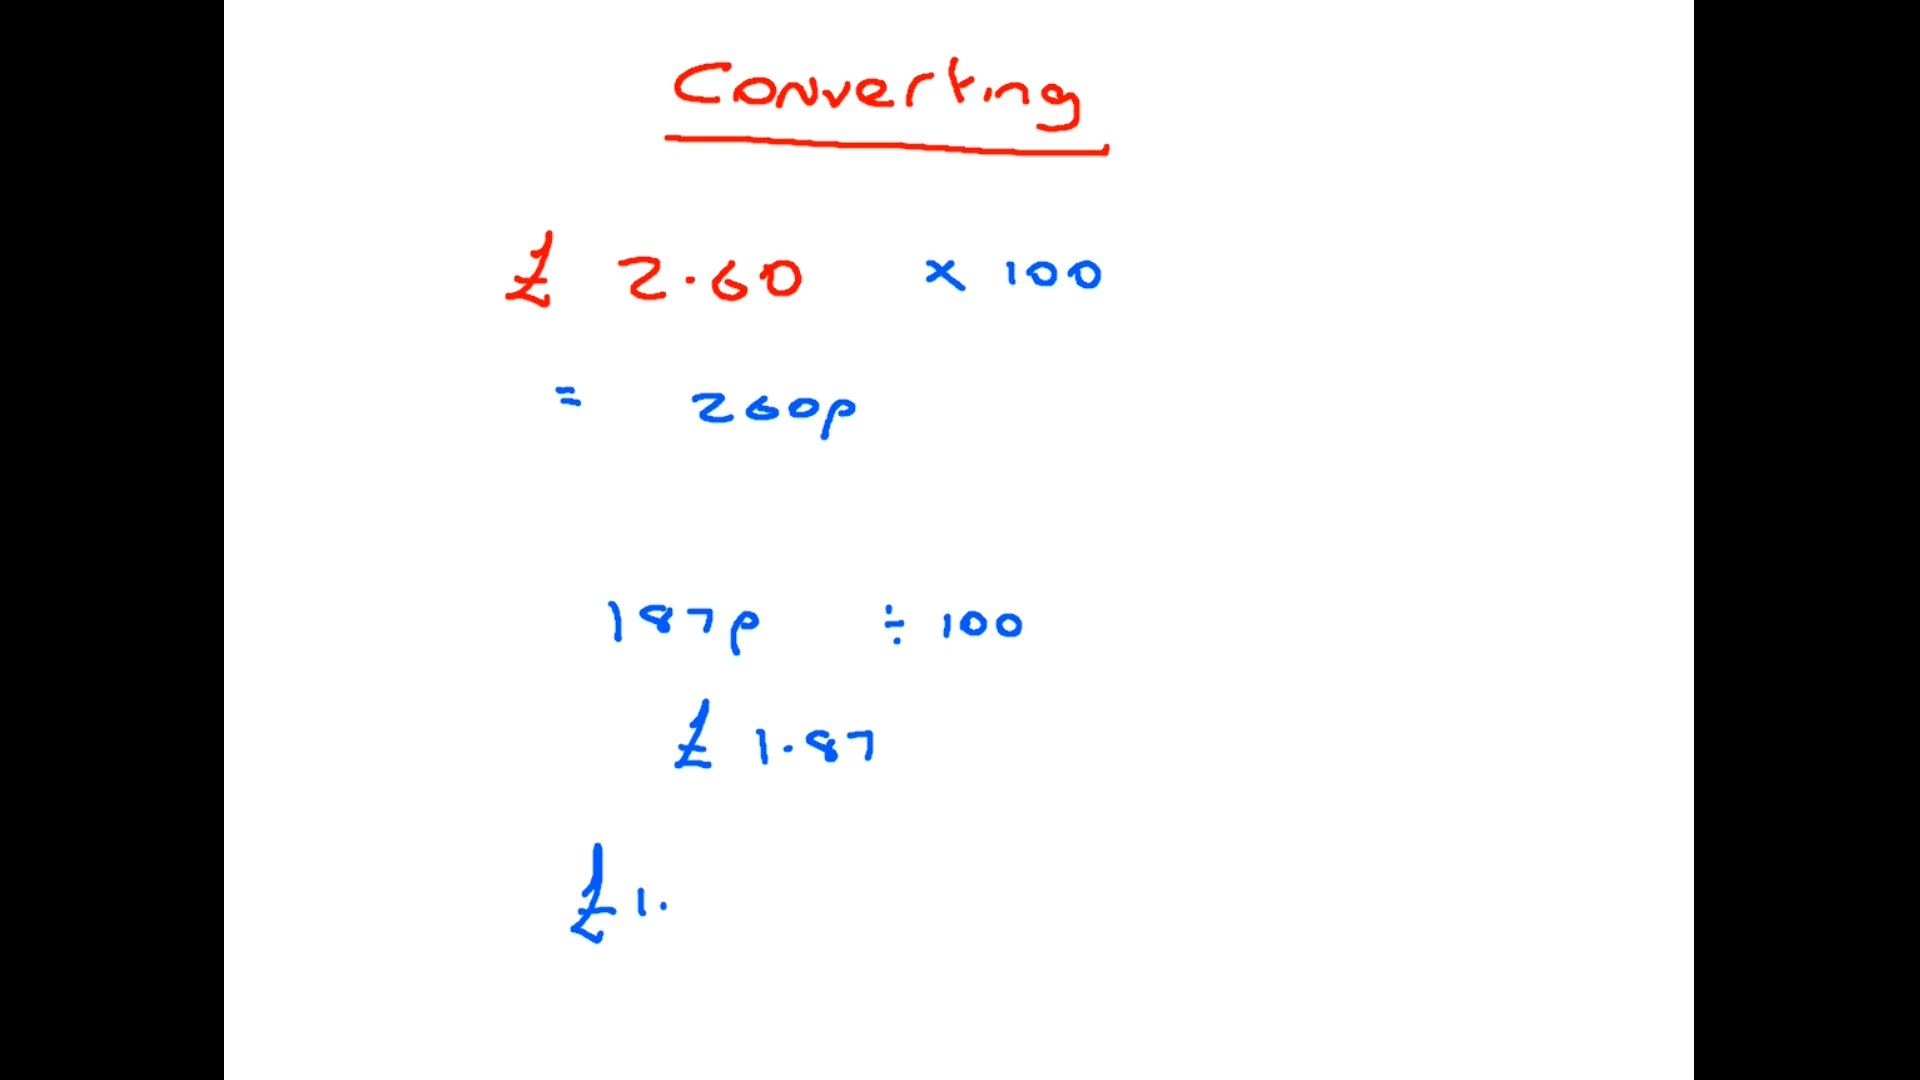 Converting
£ 2.60 × 100
= 260p
187p ÷ 100
£ 1.87
£1.